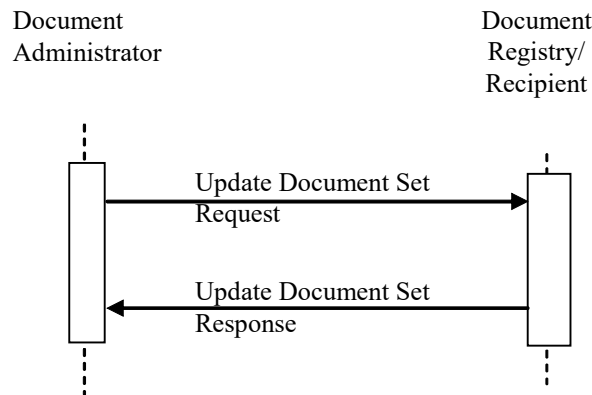 Document
Administrator
Document
Registry/
Recipient
Update Document Set
Request
Update Document Set
Response